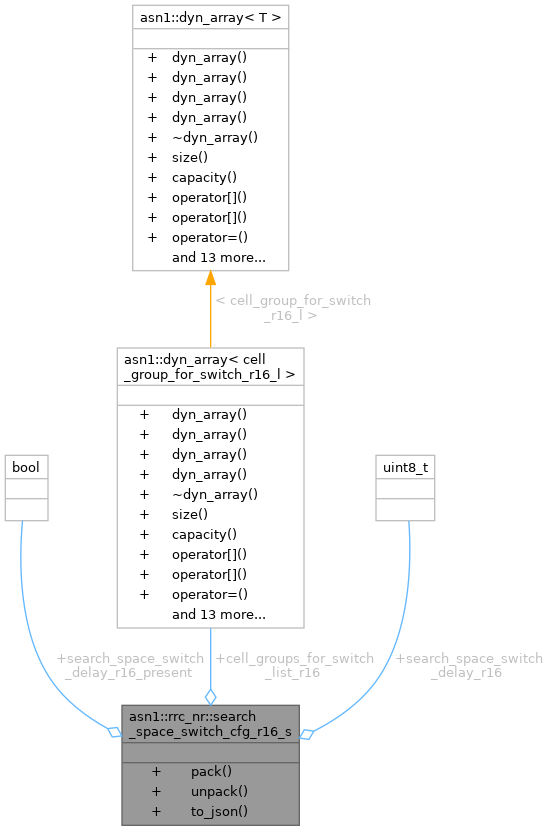 asn1::dyn_array< T >
+ dyn_array()
+ dyn_array()
+ dyn_array()
+ dyn_array()
+ ~dyn_array()
+ size()
+ capacity()
+ operator[]()
+ operator[]()
+ operator=()
and 13 more...
< cell_group_for_switch
_r16_l >
asn1::dyn_array< cell
_group_for_switch_r16_l >
+ dyn_array()
+ dyn_array()
+ dyn_array()
+ dyn_array()
+ ~dyn_array()
+ size()
+ capacity()
+ operator[]()
+ operator[]()
+ operator=()
and 13 more...
bool
uint8_t
+search_space_switch
_delay_r16_present
+cell_groups_for_switch
_list_r16
+search_space_switch
_delay_r16
asn1::rrc_nr::search
_space_switch_cfg_r16_s
+ pack()
+ unpack()
+ to_json()